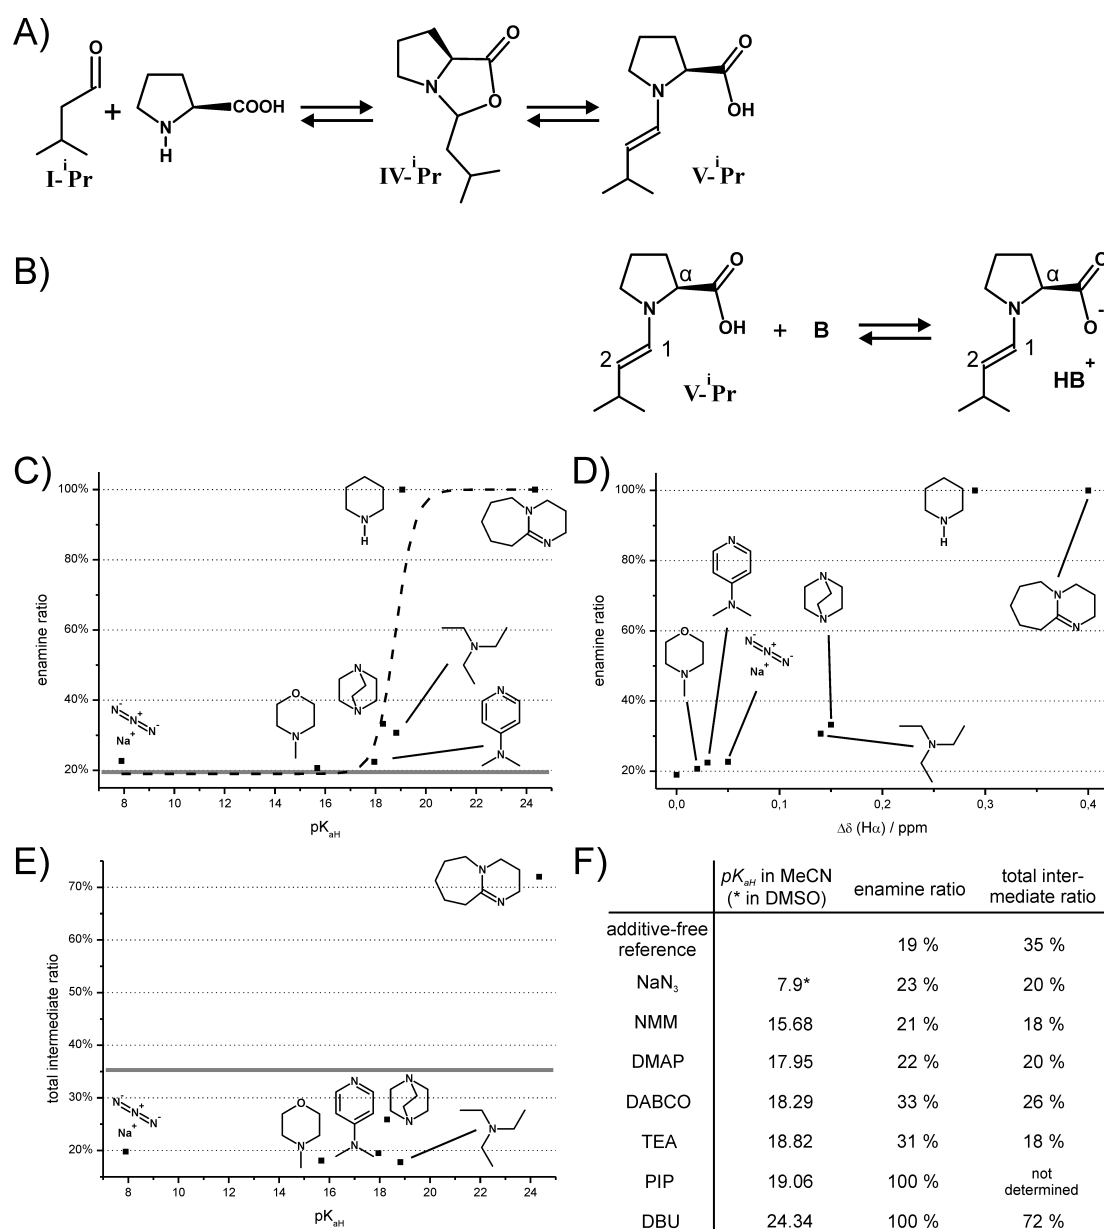 A)
O
N
H
COOH
+
I-iPr
N
O
O
IV-iPr
N
O
OH
V-iPr
B)
α
N
O
OH
2
1
V-iPr
+ B
α
N
O
O-
2
1
HB+
C)
enamine ratio
100%
80%
60%
40%
20%
8 10 12 14 16 18 20 22 24
pKaH
N
H
N
N
N
N
N
N
N
N
O
N
N- N+ N-
Na+
D)
enamine ratio
100%
80%
60%
40%
20%
0,0 0,1 0,2 0,3 0,4
Δδ (Hα) / ppm
N
H
N
N
N
N
N
N
O
N
N- N+ N-
Na+
N
E)
total intermediate ratio
70%
60%
50%
40%
30%
20%
8 10 12 14 16 18 20 22 24
pKaH
N
N
N- N+ N-
Na+
O
N
N
N
N
N
N
F)
pKaH in MeCN
(* in DMSO)
enamine ratio
total inter-
mediate ratio
additive-free
reference
19 % 35 %
NaN3 7.9* 23 % 20 %
NMM 15.68 21 % 18 %
DMAP 17.95 22 % 20 %
DABCO 18.29 33 % 26 %
TEA 18.82 31 % 18 %
PIP 19.06 100 % not
determined
DBU 24.34 100 % 72 %